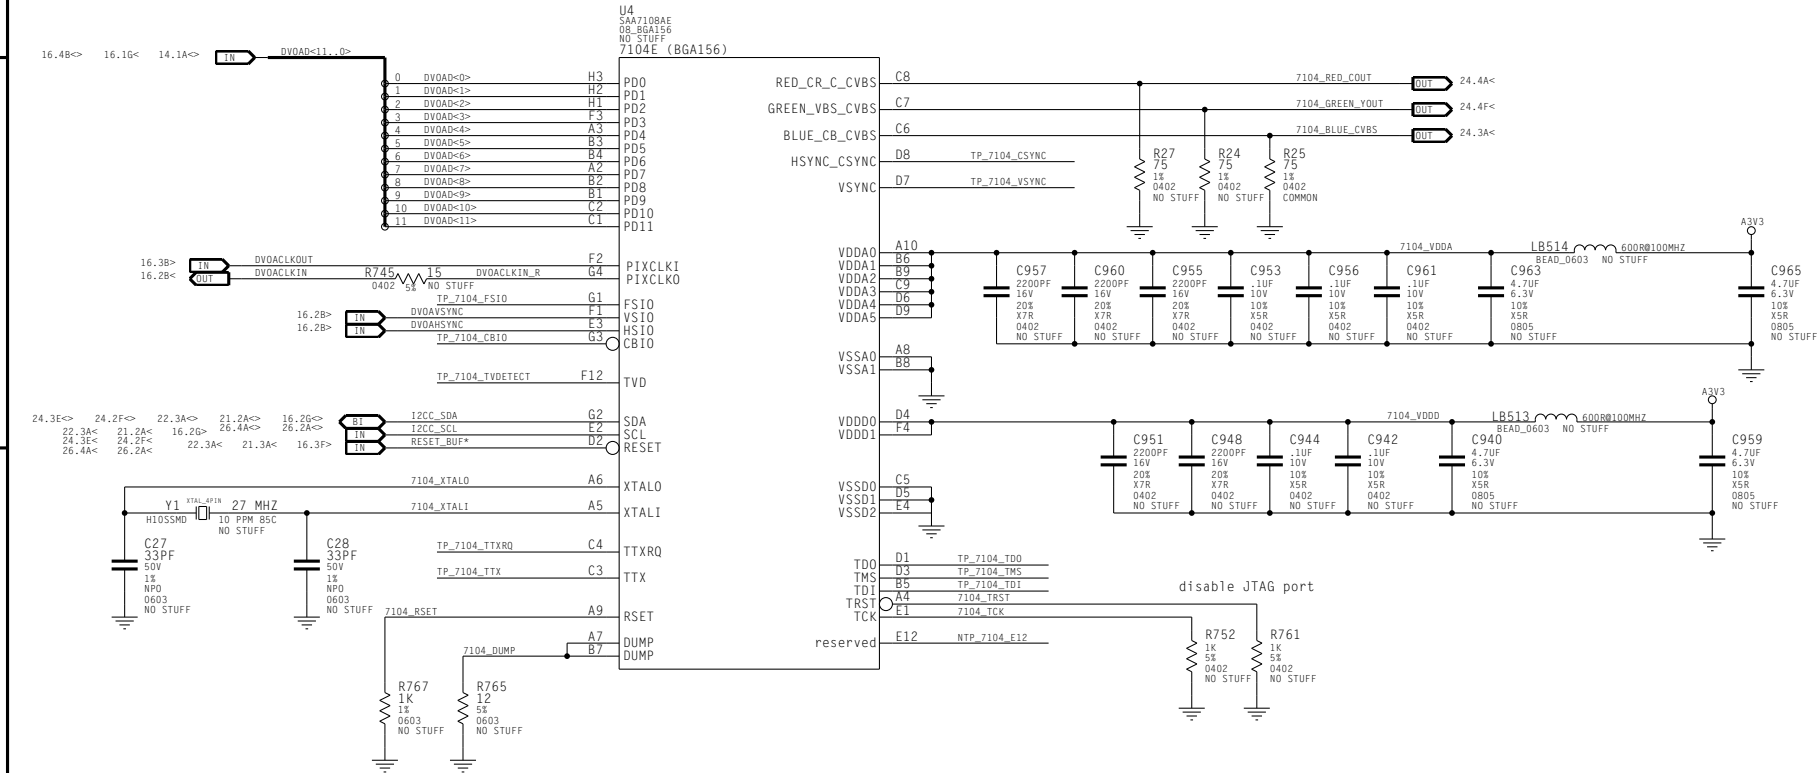 U4
SAA7108AE
08_BGA156
NO STUFF
7104E (BGA156)
16.4B<> 16.1G< 14.1A<> IN DVOAD<11..0>
0 DVOAD<0> H3 PD0
1 DVOAD<1> H2 PD1
2 DVOAD<2> H1 PD2
3 DVOAD<3> F3 PD3
4 DVOAD<4> A3 PD4
5 DVOAD<5> B3 PD5
6 DVOAD<6> B4 PD6
7 DVOAD<7> A2 PD7
8 DVOAD<8> B2 PD8
9 DVOAD<9> B1 PD9
10 DVOAD<10> C2 PD10
11 DVOAD<11> C1 PD11
16.3B> IN DVOACLKOUT F2 PIXCLKI
16.2B< OUT DVOACLKIN R745 15 DVOACLKIN_R G4 PIXCLKO
0402 5% NO STUFF
TP_7104_FSIO G1 FSIO
16.2B> IN DVOAVSYNC F1 VSIO
16.2B> IN DVOAHSYNC E3 HSIO
TP_7104_CBIO G3 CBIO
TP_7104_TVDETECT F12 TVD
24.3E<> 24.2F<> 22.3A<> 21.2A<> 16.2G<> BI I2CC_SDA G2 SDA
26.4A<> 26.2A<>
22.3A< 21.2A< 16.2G> IN I2CC_SCL E2 SCL
24.3E< 24.2F<
22.3A< 21.3A< 16.3F> IN RESET_BUF* D2 RESET
26.4A< 26.2A<
7104_XTALO A6 XTALO
Y1 XTAL_4PIN 27 MHZ 7104_XTALI A5 XTALI
H10SSMD 10 PPM 85C
NO STUFF
C27
33PF
50V
1%
NPO
0603
NO STUFF
C28
33PF
50V
1%
NPO
0603
NO STUFF
TP_7104_TTXRQ C4 TTXRQ
TP_7104_TTX C3 TTX
7104_RSET A9 RSET
A7 DUMP
7104_DUMP B7 DUMP
R767
1K
1%
0603
NO STUFF
R765
12
5%
0603
NO STUFF
RED_CR_C_CVBS C8 7104_RED_COUT OUT 24.4A<
GREEN_VBS_CVBS C7 7104_GREEN_YOUT OUT 24.4F<
BLUE_CB_CVBS C6 7104_BLUE_CVBS OUT 24.3A<
HSYNC_CSYNC D8 TP_7104_CSYNC
VSYNC D7 TP_7104_VSYNC
R27
75
1%
0402
NO STUFF
R24
75
1%
0402
NO STUFF
R25
75
1%
0402
COMMON
A3V3
VDDA0 A10 7104_VDDA LB514 600R@100MHZ
BEAD_0603 NO STUFF
VDDA1 B6
VDDA2 B9
VDDA3 C9
VDDA4 D6
VDDA5 D9
C957
2200PF
16V
20%
X7R
0402
NO STUFF
C960
2200PF
16V
20%
X7R
0402
NO STUFF
C955
2200PF
16V
20%
X7R
0402
NO STUFF
C953
.1UF
10V
10%
X5R
0402
NO STUFF
C956
.1UF
10V
10%
X5R
0402
NO STUFF
C961
.1UF
10V
10%
X5R
0402
NO STUFF
C963
4.7UF
6.3V
10%
X5R
0805
NO STUFF
C965
4.7UF
6.3V
10%
X5R
0805
NO STUFF
VSSA0 A8
VSSA1 B8
A3V3
VDDD0 D4 7104_VDDD LB513 600R@100MHZ
BEAD_0603 NO STUFF
VDDD1 F4
C951
2200PF
16V
20%
X7R
0402
NO STUFF
C948
2200PF
16V
20%
X7R
0402
NO STUFF
C944
.1UF
10V
10%
X5R
0402
NO STUFF
C942
.1UF
10V
10%
X5R
0402
NO STUFF
C940
4.7UF
6.3V
10%
X5R
0805
NO STUFF
C959
4.7UF
6.3V
10%
X5R
0805
NO STUFF
VSSD0 C5
VSSD1 D5
VSSD2 E4
TDO D1 TP_7104_TDO
TMS D3 TP_7104_TMS
TDI B5 TP_7104_TDI
TRST A4 7104_TRST
TCK E1 7104_TCK
disable JTAG port
reserved E12 NTP_7104_E12
R752
1K
5%
0402
NO STUFF
R761
1K
5%
0402
NO STUFF